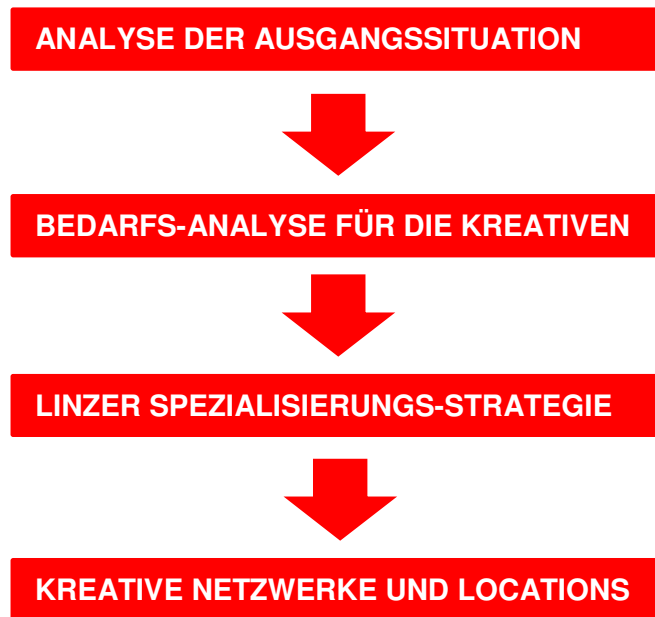 ANALYSE DER AUSGANGSSITUATION
BEDARFS-ANALYSE FÜR DIE KREATIVEN
LINZER SPEZIALISIERUNGS-STRATEGIE
KREATIVE NETZWERKE UND LOCATIONS